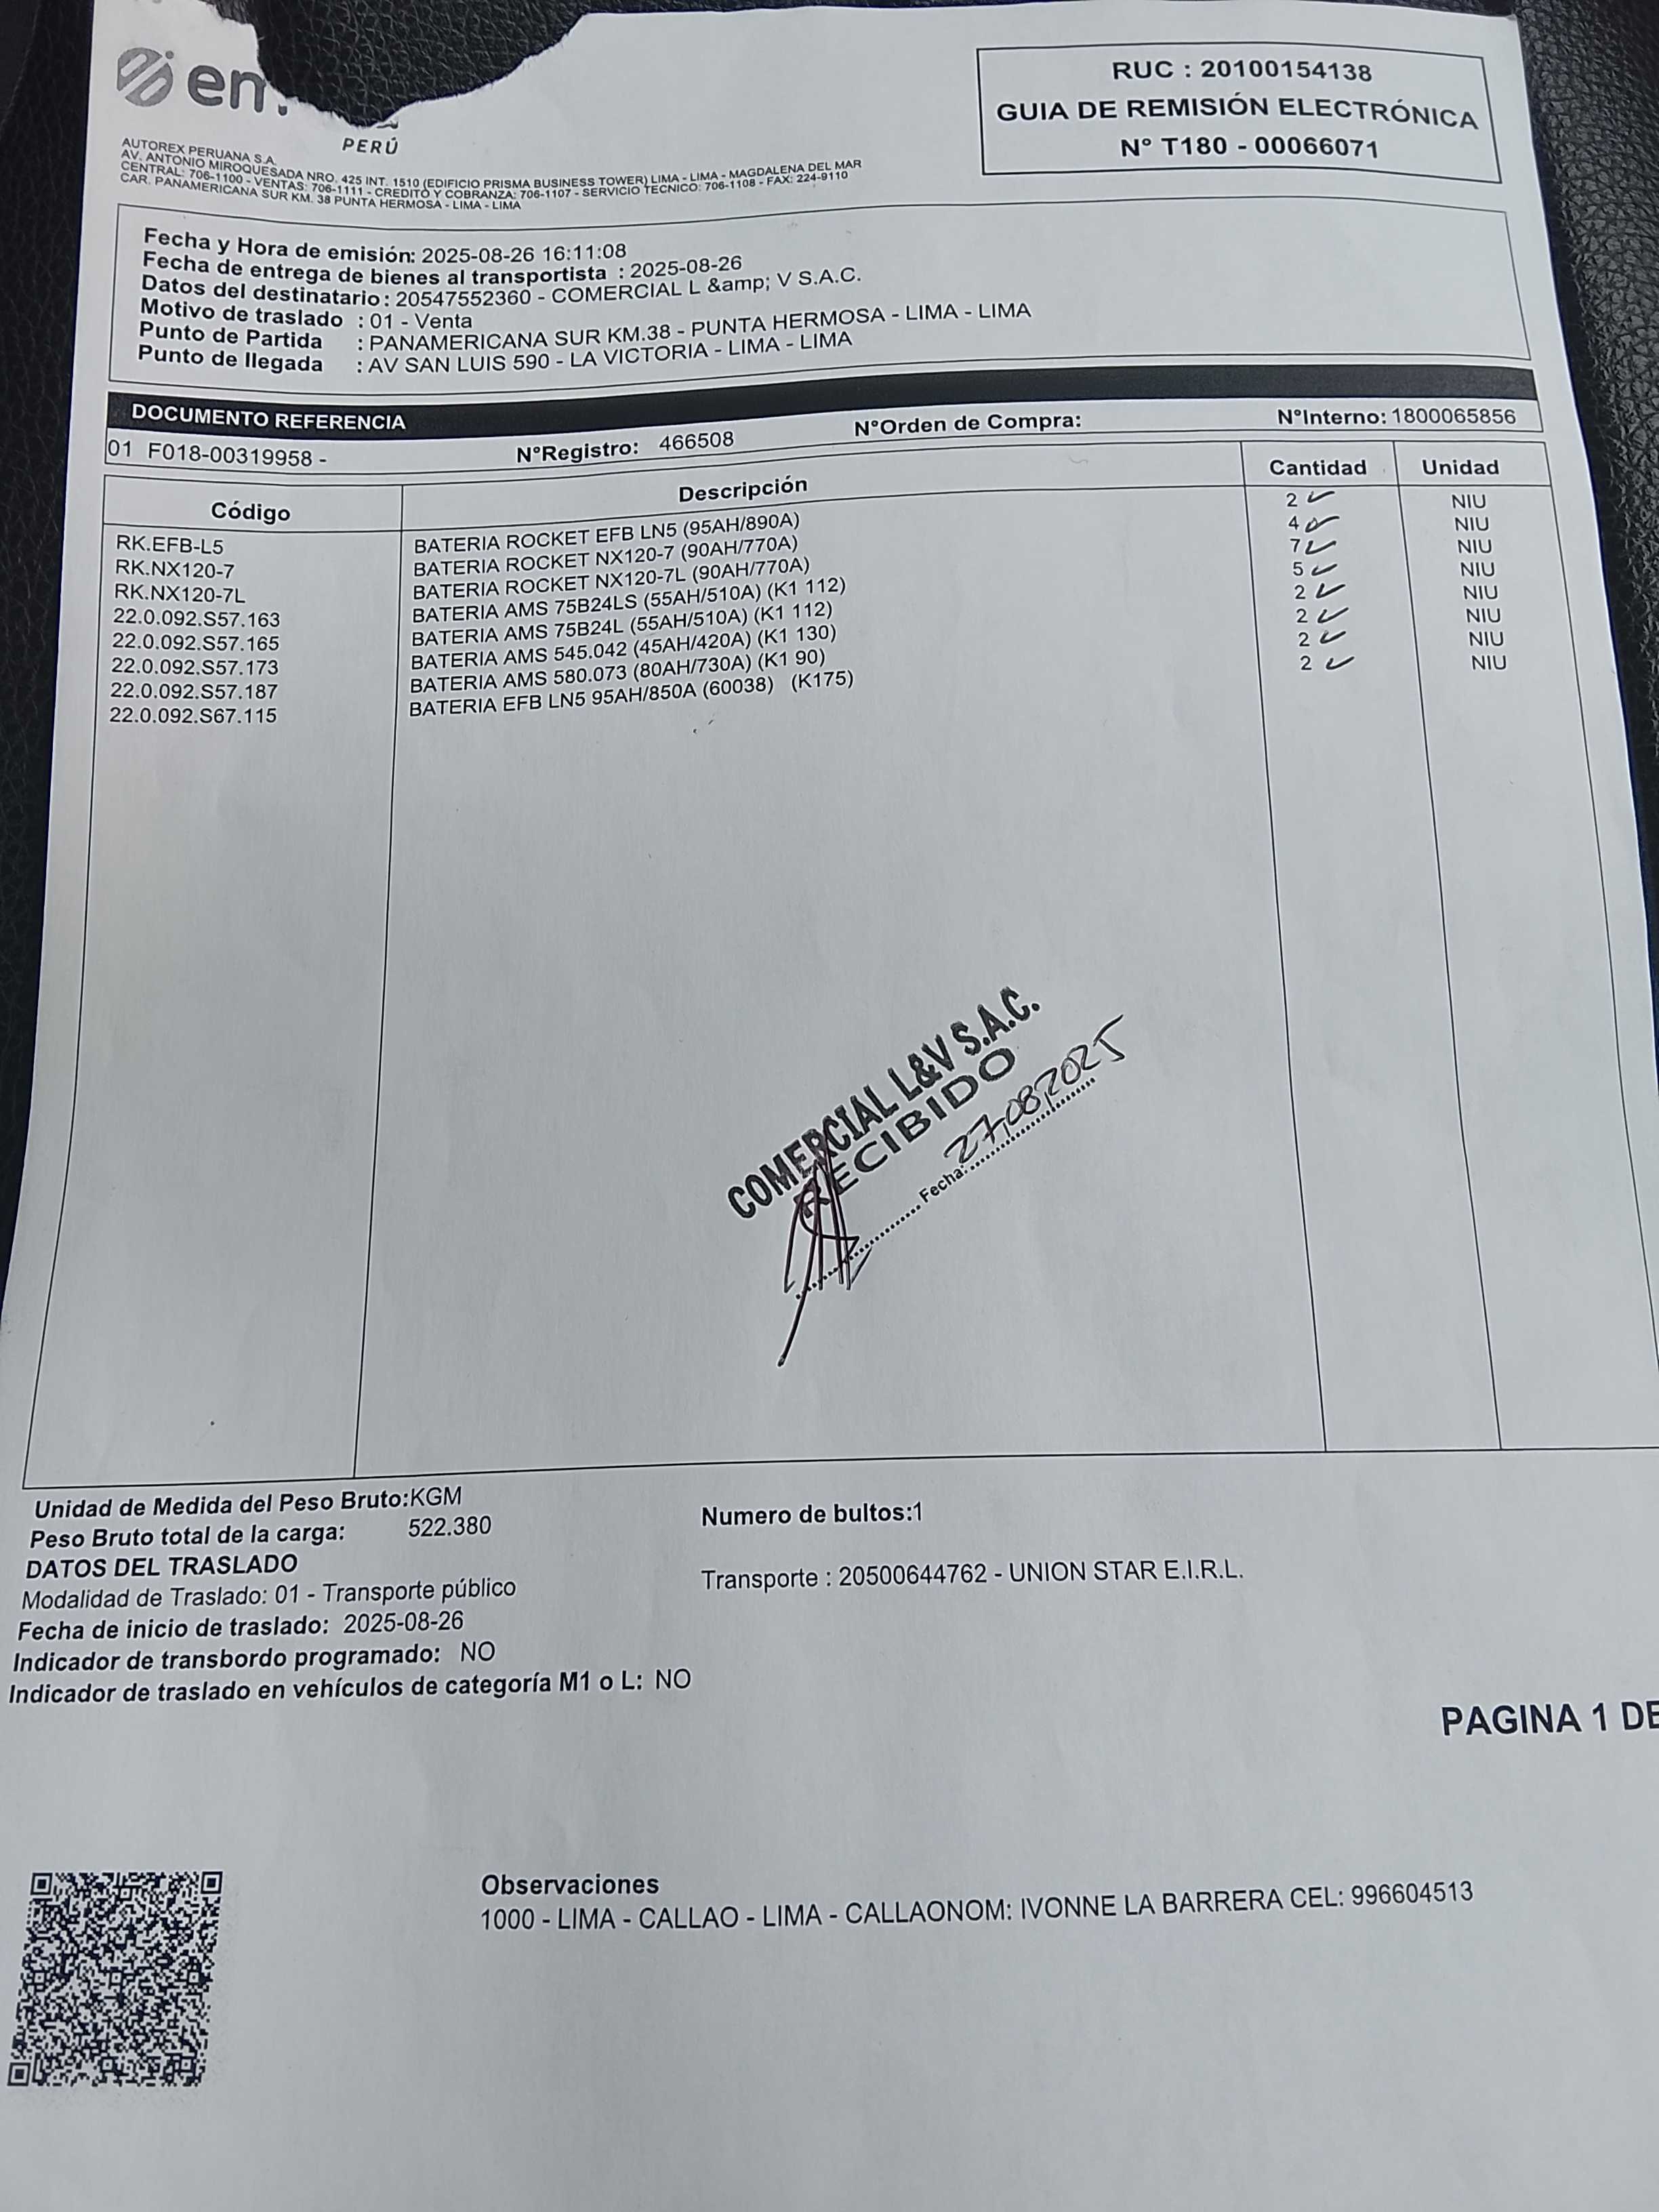 PERÚ
RUC : 20100154138
GUIA DE REMISIÓN ELECTRÓNICA
N° T180 - 00066071
AUTOREX PERUANA S.A.
AV. ANTONIO MIROQUESADA NRO. 425 INT. 1510 (EDIFICIO PRISMA BUSINESS TOWER) LIMA - LIMA - MAGDALENA DEL MAR
CENTRAL: 706-1100 - VENTAS: 706-1111 - CREDITO Y COBRANZA: 706-1107 - SERVICIO TECNICO: 706-1108 - FAX: 224-9110
CAR. PANAMERICANA SUR KM. 38 PUNTA HERMOSA - LIMA - LIMA
Fecha y Hora de emisión: 2025-08-26 16:11:08
Fecha de entrega de bienes al transportista : 2025-08-26
Datos del destinatario : 20547552360 - COMERCIAL L &amp; V S.A.C.
Motivo de traslado : 01 - Venta
Punto de Partida : PANAMERICANA SUR KM.38 - PUNTA HERMOSA - LIMA - LIMA
Punto de llegada : AV SAN LUIS 590 - LA VICTORIA - LIMA - LIMA
DOCUMENTO REFERENCIA
01 F018-00319958 - N°Registro: 466508 N°Orden de Compra: N°Interno: 1800065856
Código Descripción Cantidad Unidad
RK.EFB-L5 BATERIA ROCKET EFB LN5 (95AH/890A) 2 NIU
RK.NX120-7 BATERIA ROCKET NX120-7 (90AH/770A) 4 NIU
RK.NX120-7L BATERIA ROCKET NX120-7L (90AH/770A) 7 NIU
22.0.092.S57.163 BATERIA AMS 75B24LS (55AH/510A) (K1 112) 5 NIU
22.0.092.S57.165 BATERIA AMS 75B24L (55AH/510A) (K1 112) 2 NIU
22.0.092.S57.173 BATERIA AMS 545.042 (45AH/420A) (K1 130) 2 NIU
22.0.092.S57.187 BATERIA AMS 580.073 (80AH/730A) (K1 90) 2 NIU
22.0.092.S67.115 BATERIA EFB LN5 95AH/850A (60038) (K175) 2 NIU
COMERCIAL L&V S.A.C.
RECIBIDO
Fecha: 27,08,2025
Unidad de Medida del Peso Bruto:KGM
Peso Bruto total de la carga: 522.380
Numero de bultos:1
DATOS DEL TRASLADO
Modalidad de Traslado: 01 - Transporte público
Transporte : 20500644762 - UNION STAR E.I.R.L.
Fecha de inicio de traslado: 2025-08-26
Indicador de transbordo programado: NO
Indicador de traslado en vehículos de categoría M1 o L: NO
PAGINA 1 DE
Observaciones
1000 - LIMA - CALLAO - LIMA - CALLAONOM: IVONNE LA BARRERA CEL: 996604513